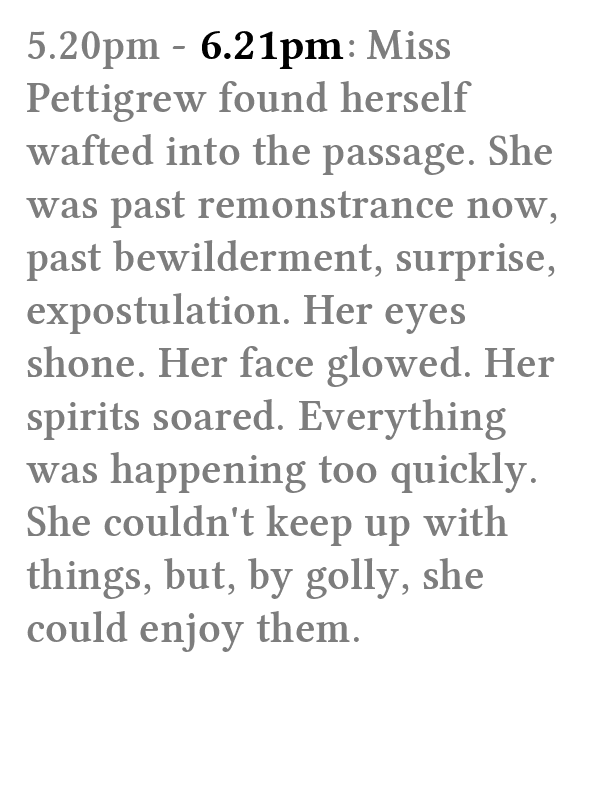 5.20pm - 6.21pm: Miss
Pettigrew found herself
wafted into the passage. She
was past remonstrance now,
past bewilderment, surprise,
expostulation. Her eyes
shone. Her face glowed. Her
spirits soared. Everything
was happening too quickly.
She couldn't keep up with
things, but, by golly, she
could enjoy them.